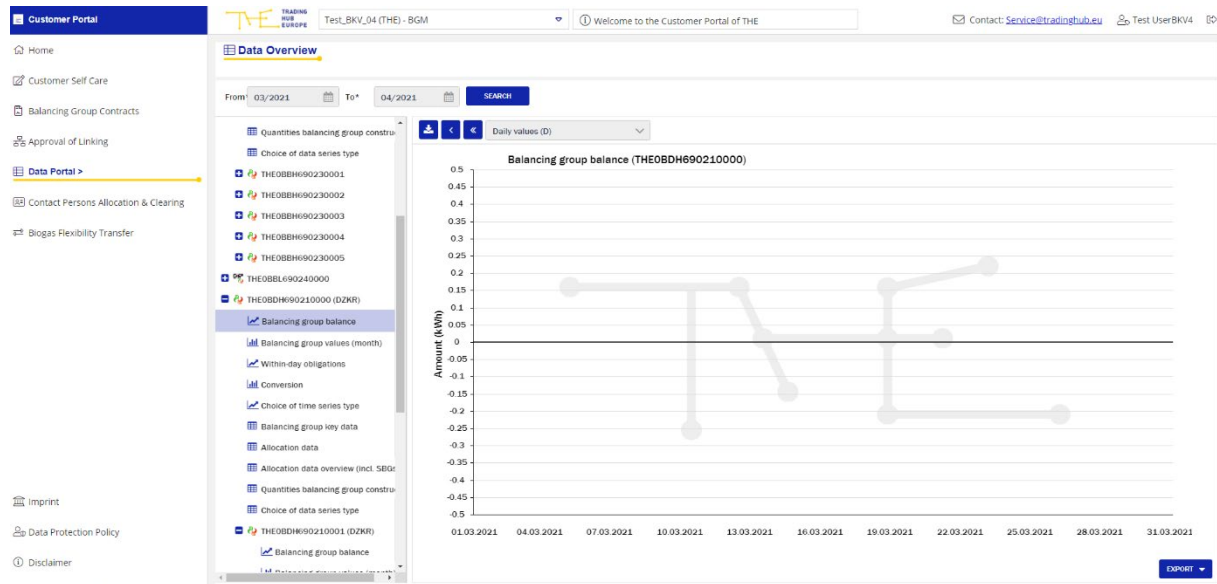 Customer Portal
TRADING
HUB
EUROPE
Test_BKV_04 (THE) - BGM
Welcome to the Customer Portal of THE
Contact: Service@tradinghub.eu
Test UserBKV4
Home
Customer Self Care
Balancing Group Contracts
Approval of Linking
Data Portal >
Contact Persons Allocation & Clearing
Biogas Flexibility Transfer
Imprint
Data Protection Policy
Disclaimer
Data Overview
From* 03/2021 To* 04/2021 SEARCH
Quantities balancing group constru
Choice of data series type
THE0BBH690230001
THE0BBH690230002
THE0BBH690230003
THE0BBH690230004
THE0BBH690230005
THE0BBL690240000
THE0BDH690210000 (DZKR)
Balancing group balance
Balancing group values (month)
Within-day obligations
Conversion
Choice of time series type
Balancing group key data
Allocation data
Allocation data overview (incl. SBGs
Quantities balancing group constru
Choice of data series type
THE0BDH690210001 (DZKR)
Balancing group balance
Balancing group values (month)
Daily values (D)
Balancing group balance (THE0BDH690210000)
Amount (kWh)
0.5
0.45
0.4
0.35
0.3
0.25
0.2
0.15
0.1
0.05
0
-0.05
-0.1
-0.15
-0.2
-0.25
-0.3
-0.35
-0.4
-0.45
-0.5
01.03.2021 04.03.2021 07.03.2021 10.03.2021 13.03.2021 16.03.2021 19.03.2021 22.03.2021 25.03.2021 28.03.2021 31.03.2021
EXPORT